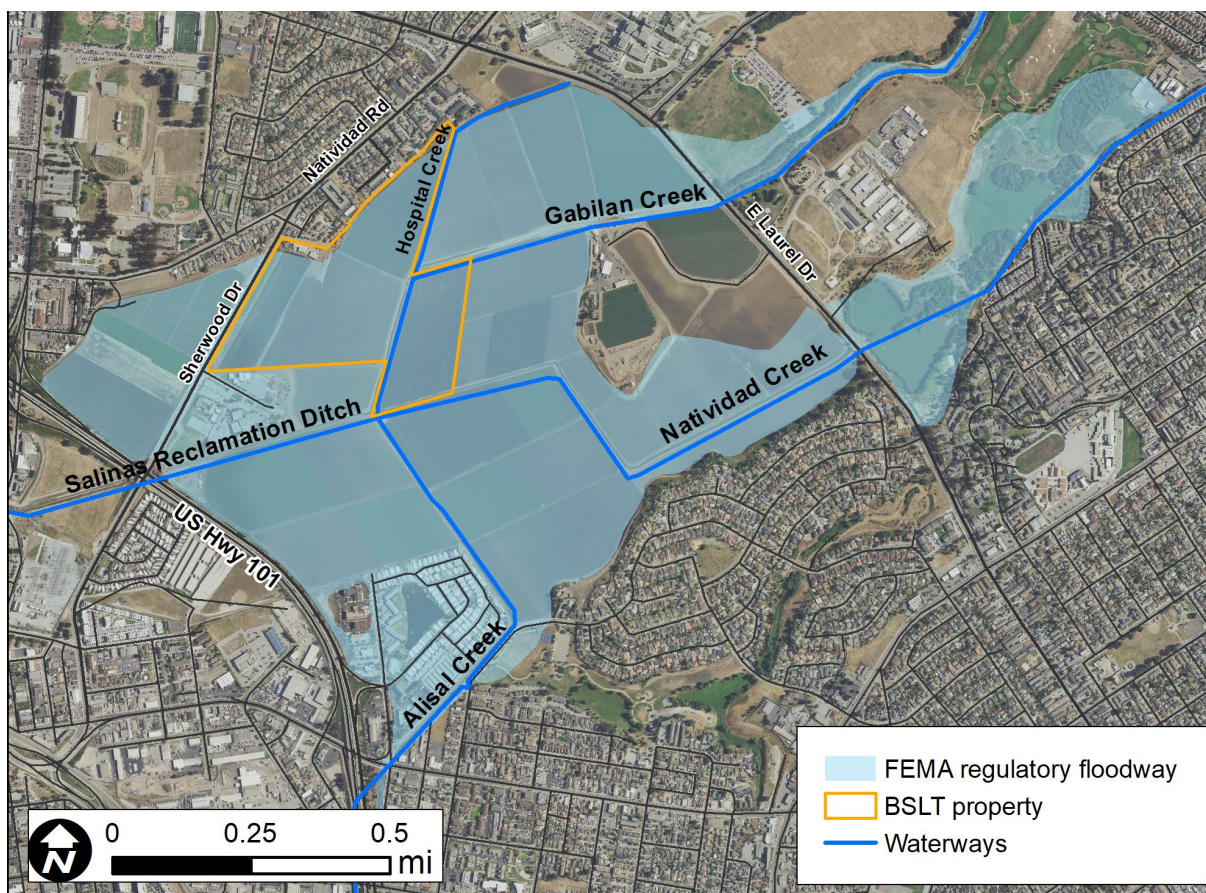 Natividad Rd
Hospital Creek
Gabilan Creek
E Laurel Dr
Sherwood Dr
Natividad Creek
Salinas Reclamation Ditch
US Hwy 101
Alisal Creek
FEMA regulatory floodway
BSLT property
Waterways
N
0 0.25 0.5
mi